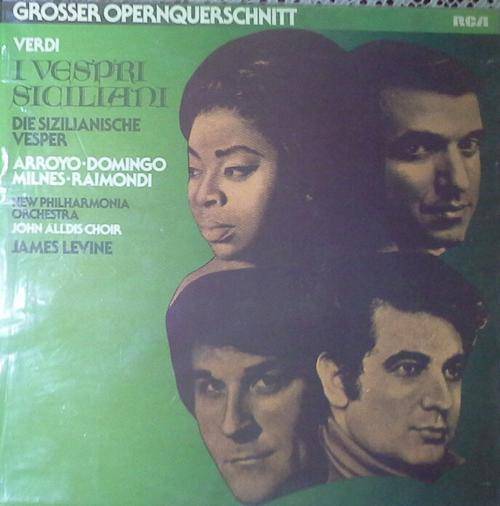 GROSSER OPERNQUERSCHNITT
RCA
VERDI
I VESPRI
SICILIANI
DIE SIZILIANISCHE
VESPER
ARROYO·DOMINGO
MILNES·RAIMONDI
NEW PHILHARMONIA
ORCHESTRA
JOHN ALLDIS CHOIR
JAMES LEVINE